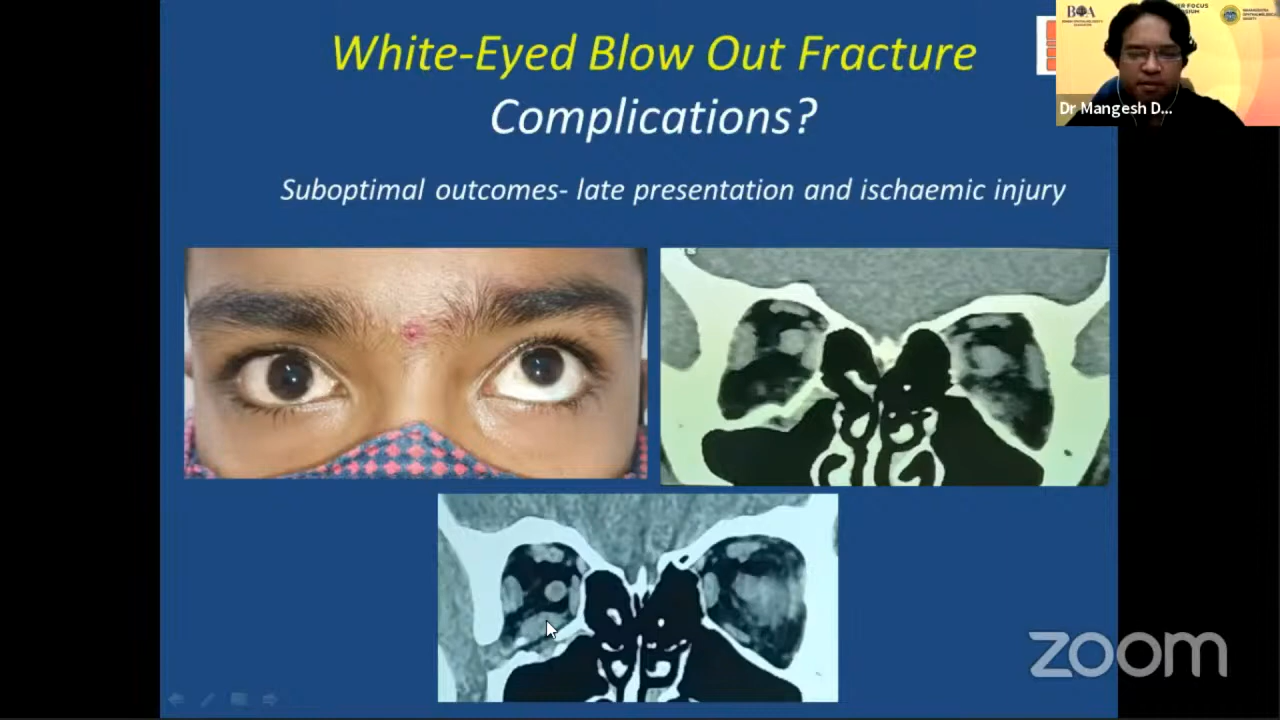 White-Eyed Blow Out Fracture
Complications?
Suboptimal outcomes- late presentation and ischaemic injury
Dr Mangesh D...
zoom